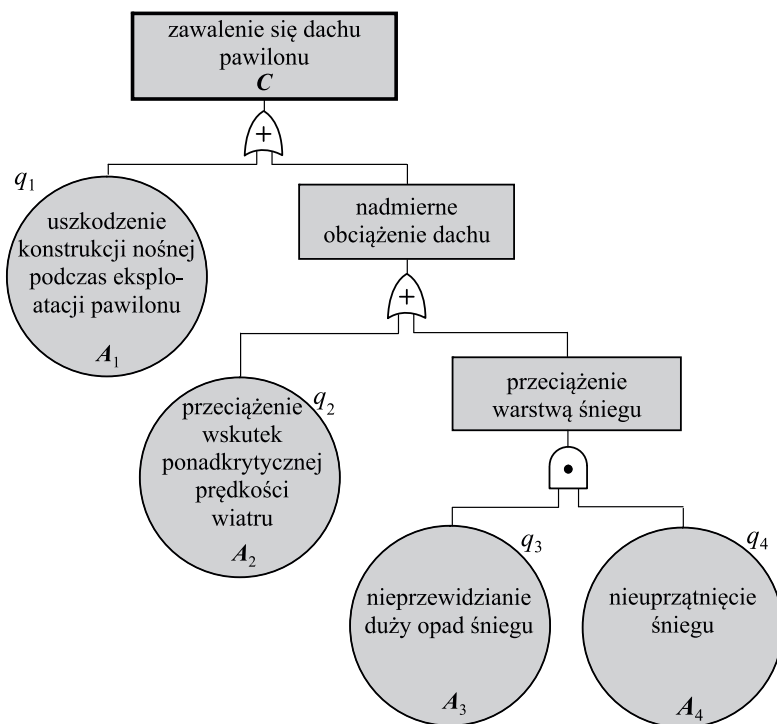 zawalenie się dachu
pawilonu
C
+
q1
uszkodzenie
konstrukcji nośnej
podczas eksplo-
atacji pawilonu
A1
nadmierne
obciążenie dachu
+
q2
przeciążenie
wskutek
ponadkrytycznej
prędkości
wiatru
A2
przeciążenie
warstwą śniegu
q3
nieprzewidzianie
duży opad śniegu
A3
q4
nieuprzątnięcie
śniegu
A4